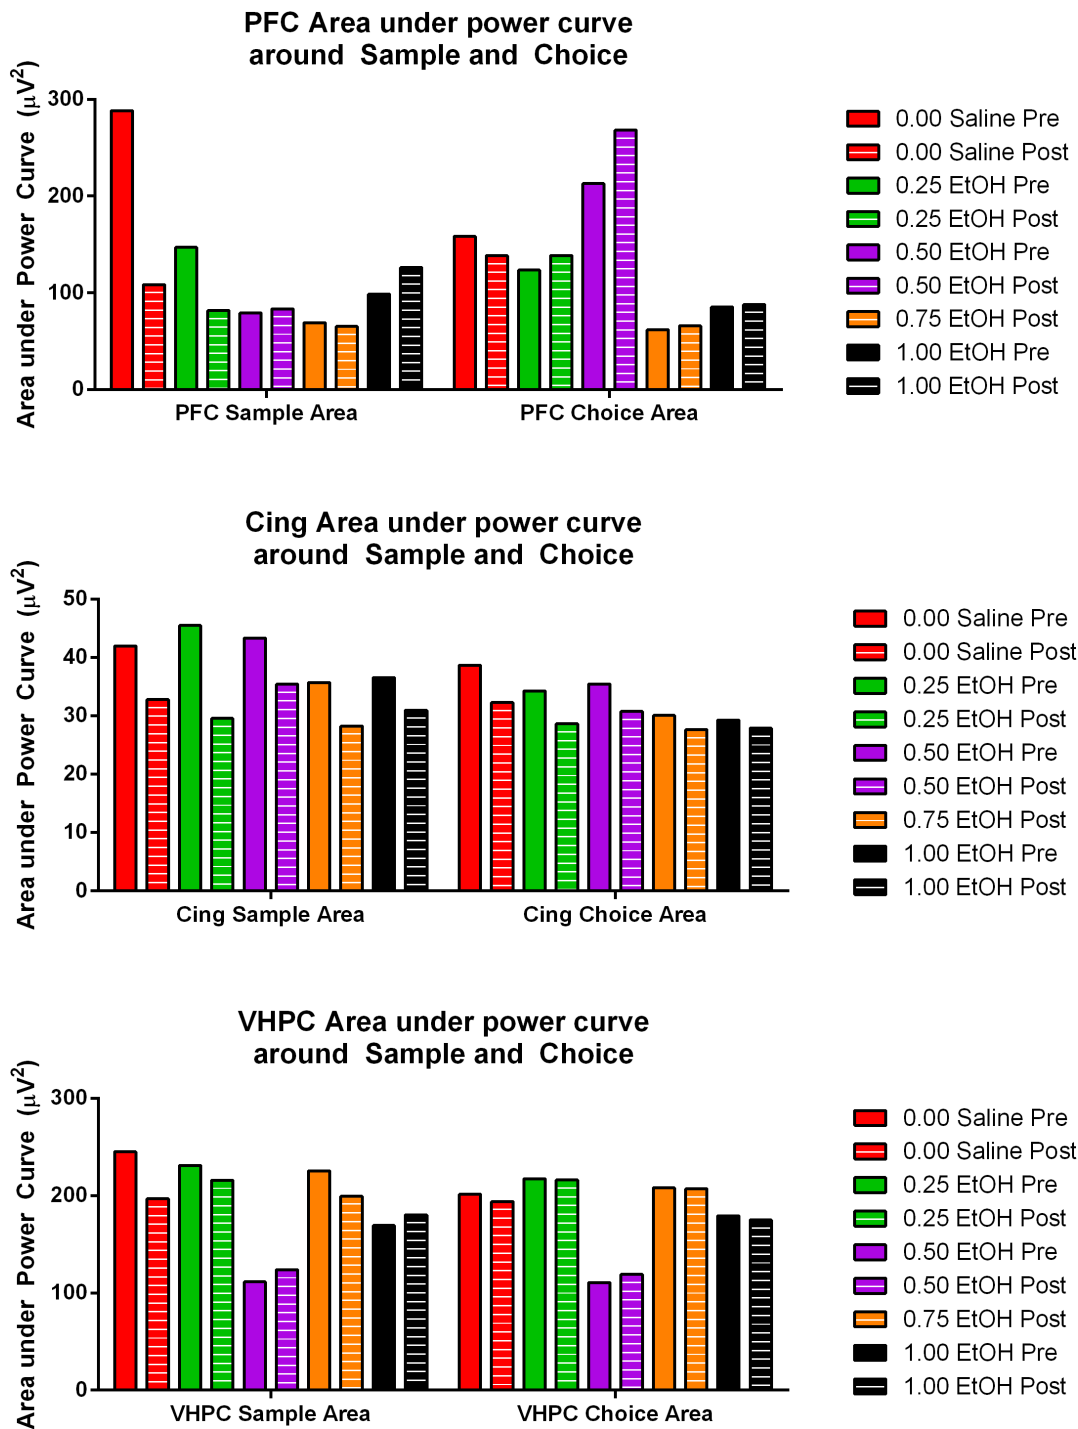 PFC Area under power curve
around Sample and Choice
Area under Power Curve (μV²)
300
200
100
0
PFC Sample Area
PFC Choice Area
0.00 Saline Pre
0.00 Saline Post
0.25 EtOH Pre
0.25 EtOH Post
0.50 EtOH Pre
0.50 EtOH Post
0.75 EtOH Post
1.00 EtOH Pre
1.00 EtOH Post
Cing Area under power curve
around Sample and Choice
Area under Power Curve (μV²)
50
40
30
20
10
0
Cing Sample Area
Cing Choice Area
0.00 Saline Pre
0.00 Saline Post
0.25 EtOH Pre
0.25 EtOH Post
0.50 EtOH Pre
0.50 EtOH Post
0.75 EtOH Post
1.00 EtOH Pre
1.00 EtOH Post
VHPC Area under power curve
around Sample and Choice
Area under Power Curve (μV²)
300
200
100
0
VHPC Sample Area
VHPC Choice Area
0.00 Saline Pre
0.00 Saline Post
0.25 EtOH Pre
0.25 EtOH Post
0.50 EtOH Pre
0.50 EtOH Post
0.75 EtOH Post
1.00 EtOH Pre
1.00 EtOH Post